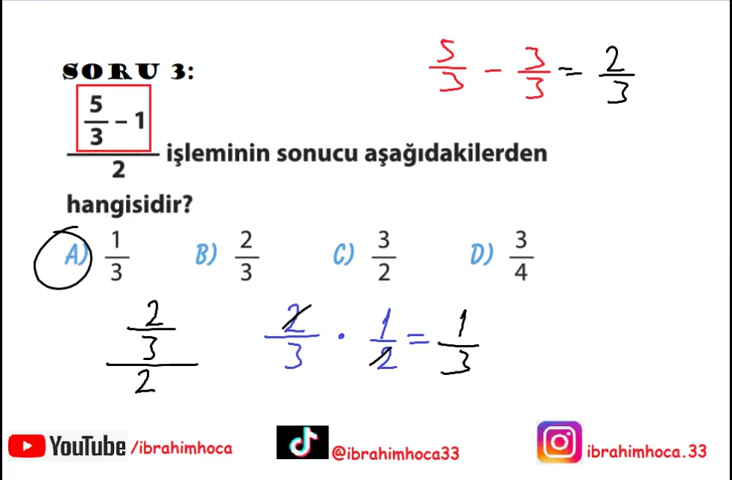 5/3 - 3/3 = 2/3
SORU 3:
5/3 - 1
2
işleminin sonucu aşağıdakilerden
hangisidir?
A) 1/3 B) 2/3 C) 3/2 D) 3/4
2/3
2
2/3 · 1/2 = 1/3
YouTube /ibrahimhoca @ibrahimhoca33 ibrahimhoca.33